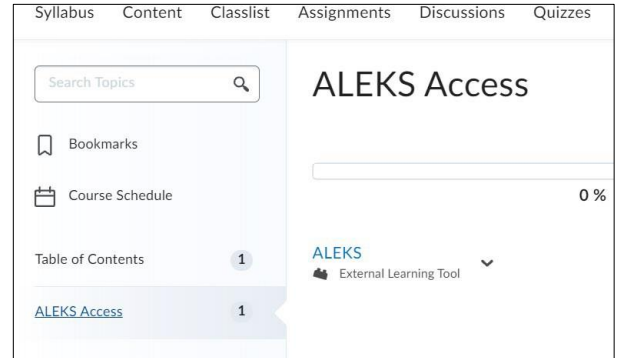 Syllabus Content Classlist Assignments Discussions Quizzes
Search Topics
Bookmarks
Course Schedule
Table of Contents 1
ALEKS Access 1
ALEKS Access
0 %
ALEKS
External Learning Tool